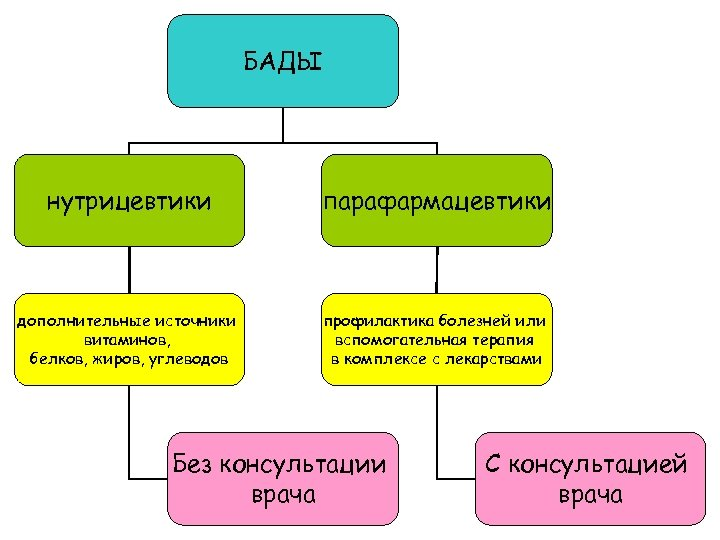 БАДЫ
нутрицевтики
парафармацевтики
дополнительные источники
витаминов,
белков, жиров, углеводов
профилактика болезней или
вспомогательная терапия
в комплексе с лекарствами
Без консультации
врача
С консультацией
врача